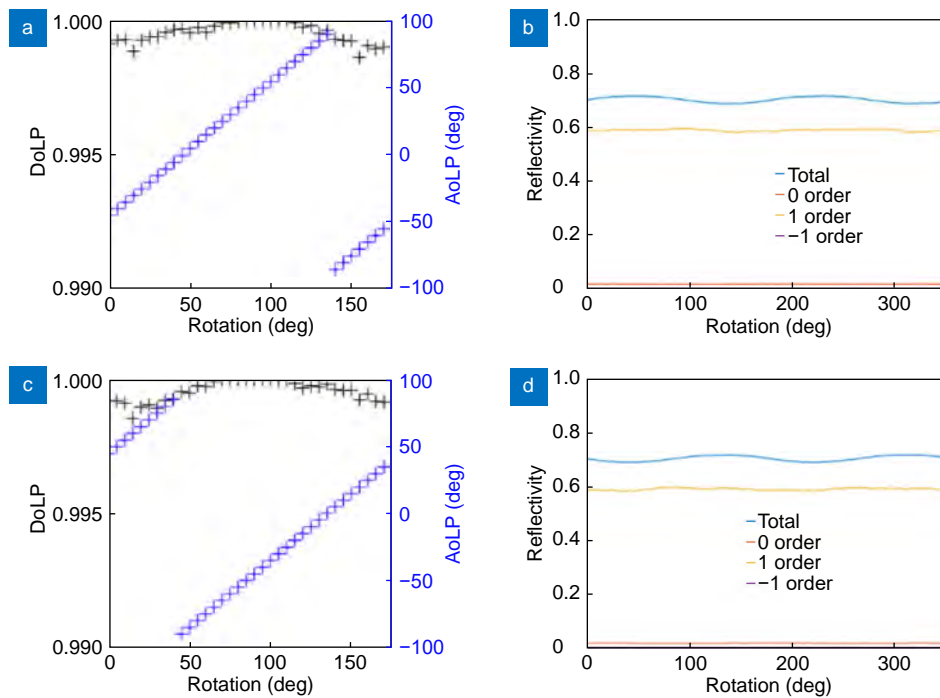 a
1.000
0.995
0.990
DoLP
100
50
0
−50
−100
AoLP (deg)
0 50 100 150
Rotation (deg)
b
1.0
0.8
0.6
0.4
0.2
0
Reflectivity
Total
0 order
1 order
−1 order
0 100 200 300
Rotation (deg)
c
1.000
0.995
0.990
DoLP
100
50
0
−50
−100
AoLP (deg)
0 50 100 150
Rotation (deg)
d
1.0
0.8
0.6
0.4
0.2
0
Reflectivity
Total
0 order
1 order
−1 order
0 100 200 300
Rotation (deg)